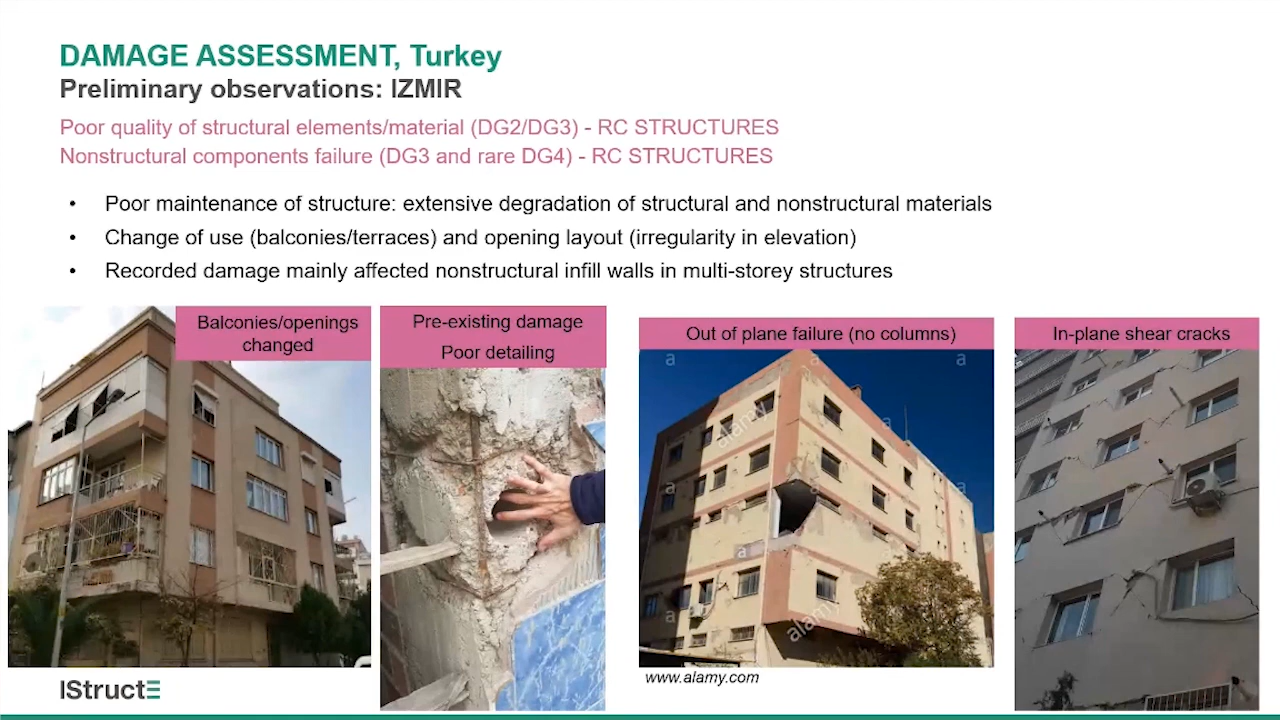 DAMAGE ASSESSMENT, Turkey
Preliminary observations: IZMIR
Poor quality of structural elements/material (DG2/DG3) - RC STRUCTURES
Nonstructural components failure (DG3 and rare DG4) - RC STRUCTURES
• Poor maintenance of structure: extensive degradation of structural and nonstructural materials
• Change of use (balconies/terraces) and opening layout (irregularity in elevation)
• Recorded damage mainly affected nonstructural infill walls in multi-storey structures
Balconies/openings
changed
Pre-existing damage
Poor detailing
Out of plane failure (no columns)
In-plane shear cracks
a
a
alamy
a
a
a
a
a
alamy
www.alamy.com
IStructE